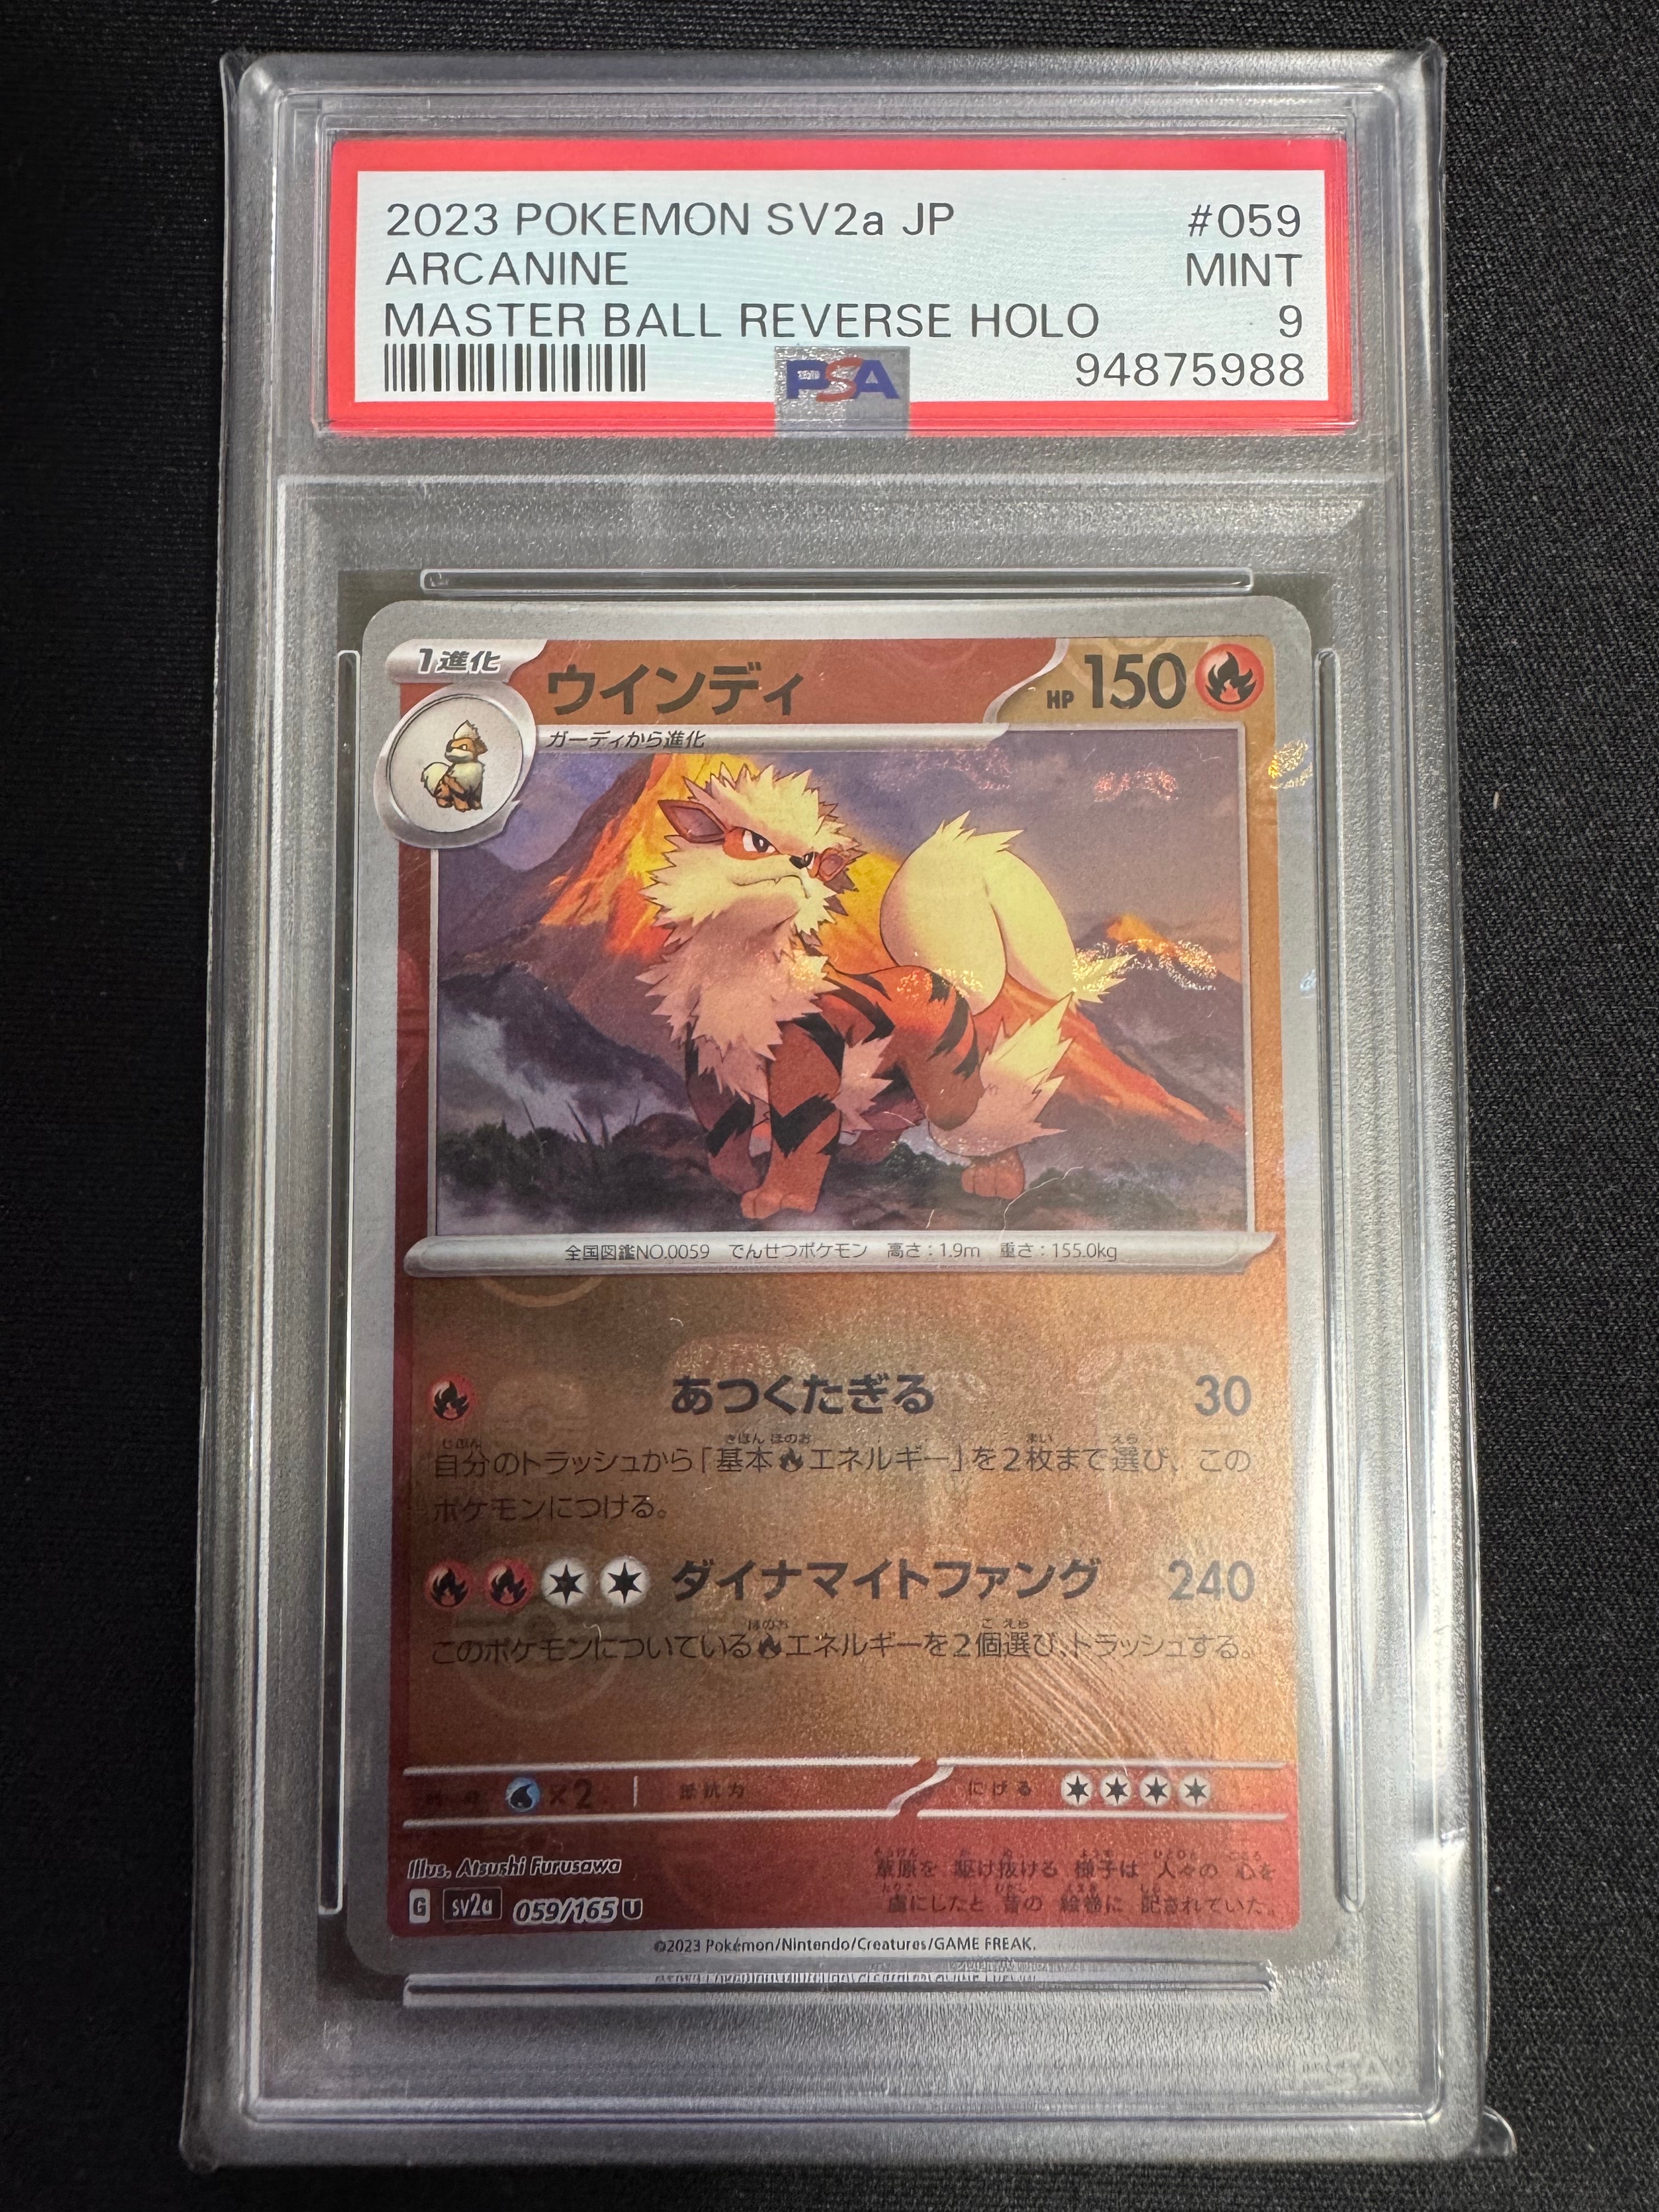 2023 POKEMON SV2a JP #059
ARCANINE MINT
MASTER BALL REVERSE HOLO 9
PSA 94875988
1進化 ウインディ HP 150
ガーディから進化
全国図鑑NO.0059 でんせつポケモン 高さ:1.9m 重さ:155.0kg
あつくたぎる 30
自分のトラッシュから「基本エネルギー」を2枚まで選び、この
ポケモンにつける。
ダイナマイトファング 240
このポケモンについているエネルギーを2個選び、トラッシュする。
×2 抵抗力 にげる
Illus. Atsushi Furusawa
草原を 駆け抜ける 様子は 人々の 心を
G sv2a 059/165 U
虜にしたと 昔の 絵巻に 記されていた。
©2023 Pokémon/Nintendo/Creatures/GAME FREAK.
PSA